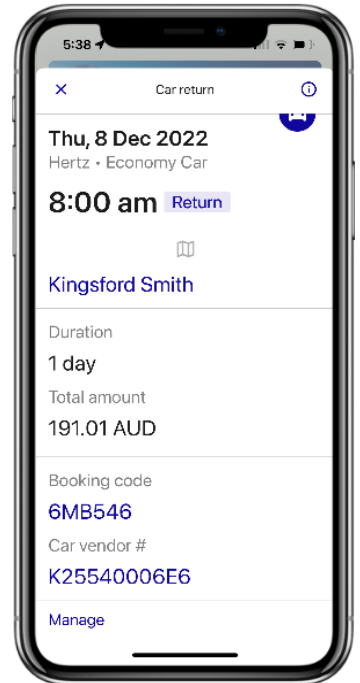 5:38
Car return
Thu, 8 Dec 2022
Hertz • Economy Car
8:00 am Return
Kingsford Smith
Duration
1 day
Total amount
191.01 AUD
Booking code
6MB546
Car vendor #
K25540006E6
Manage